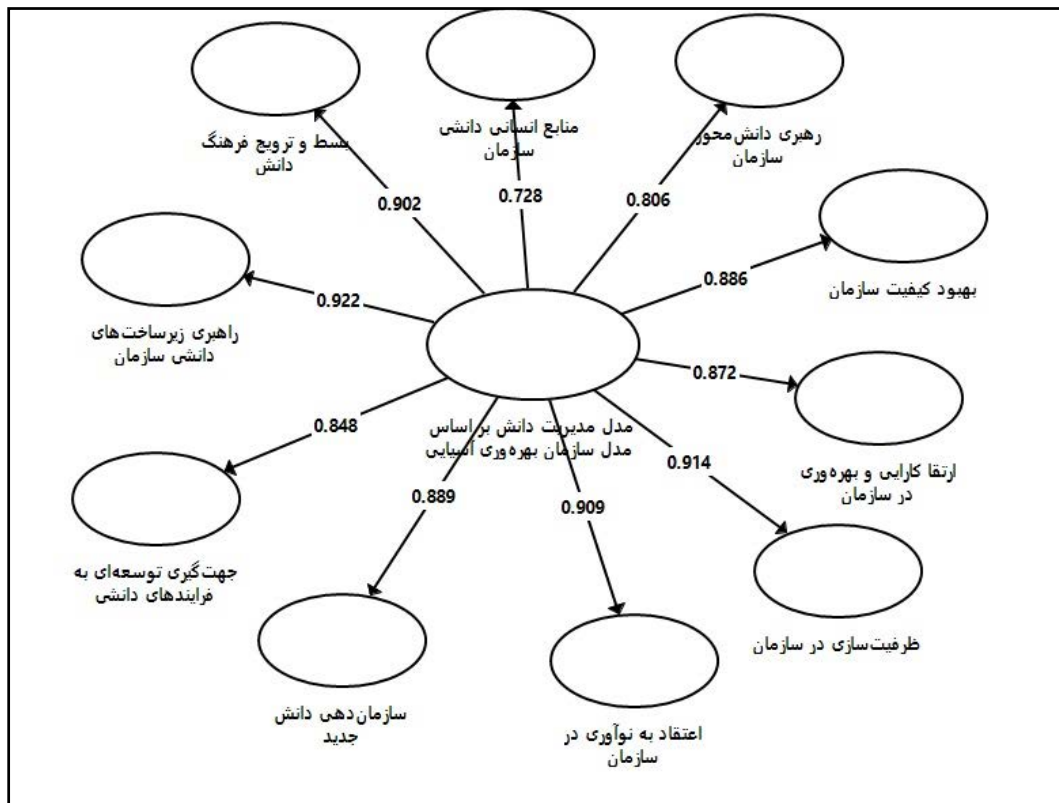 منابع انسانی دانشی
سازمان
رهبری دانش‌محور
سازمان
بسط و ترویج فرهنگ
دانش
0.902
0.728
0.806
0.886
بهبود کیفیت سازمان
0.922
راهبری زیرساخت‌های
دانشی سازمان
0.872
0.848
مدل مدیریت دانش بر اساس
مدل سازمان بهره‌وری آسیایی
0.914
ارتقا کارایی و بهره‌وری
در سازمان
0.889
0.909
جهت‌گیری توسعه‌ای به
فرایندهای دانشی
ظرفیت‌سازی در سازمان
سازمان‌دهی دانش
جدید
اعتقاد به نوآوری در
سازمان